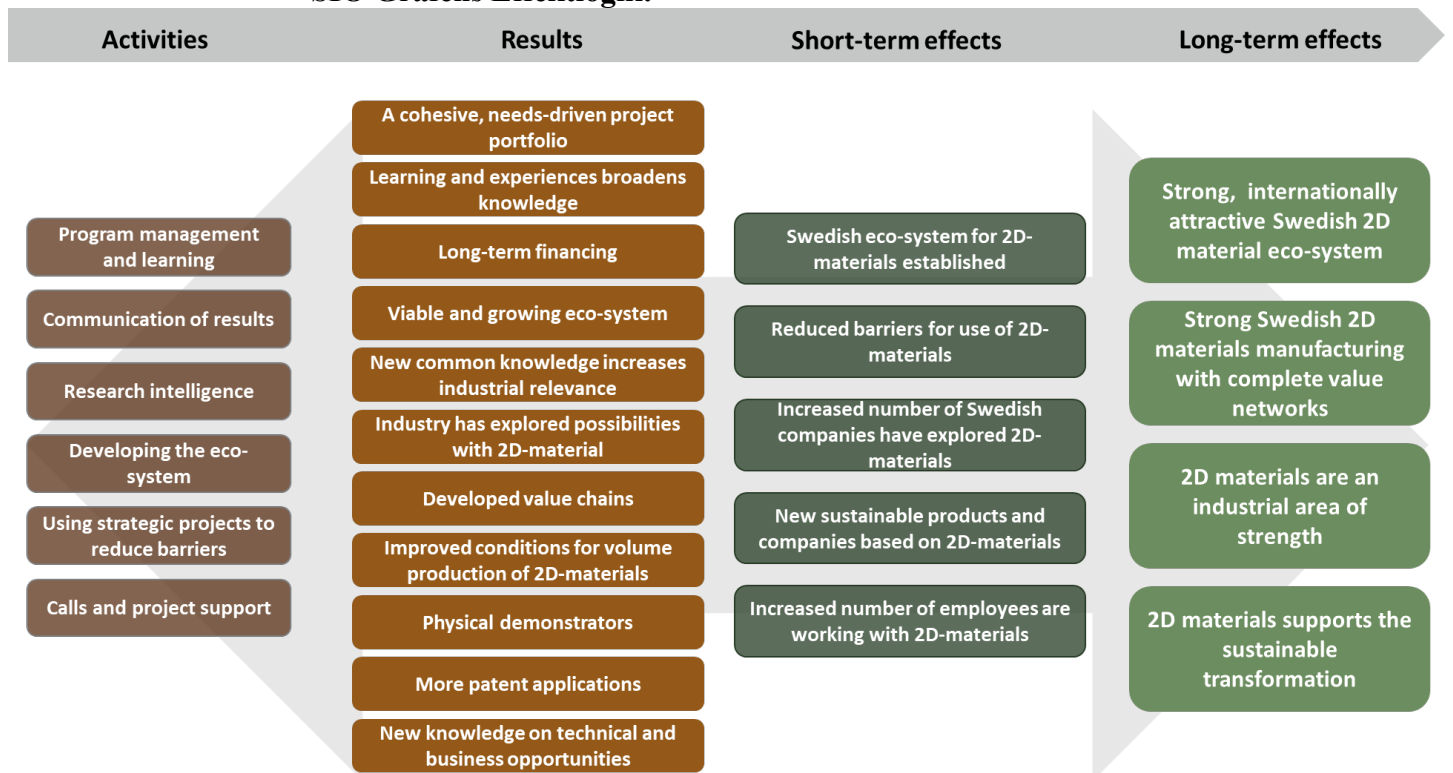 SIO Grafens Effektlogik.
Activities
Results
Short-term effects
Long-term effects
Program management
and learning
Communication of results
Research intelligence
Developing the eco-
system
Using strategic projects to
reduce barriers
Calls and project support
A cohesive, needs-driven project
portfolio
Learning and experiences broadens
knowledge
Long-term financing
Viable and growing eco-system
New common knowledge increases
industrial relevance
Industry has explored possibilities
with 2D-material
Developed value chains
Improved conditions for volume
production of 2D-materials
Physical demonstrators
More patent applications
New knowledge on technical and
business opportunities
Swedish eco-system for 2D-
materials established
Reduced barriers for use of 2D-
materials
Increased number of Swedish
companies have explored 2D-
materials
New sustainable products and
companies based on 2D-materials
Increased number of employees are
working with 2D-materials
Strong, internationally
attractive Swedish 2D
material eco-system
Strong Swedish 2D
materials manufacturing
with complete value
networks
2D materials are an
industrial area of
strength
2D materials supports the
sustainable
transformation